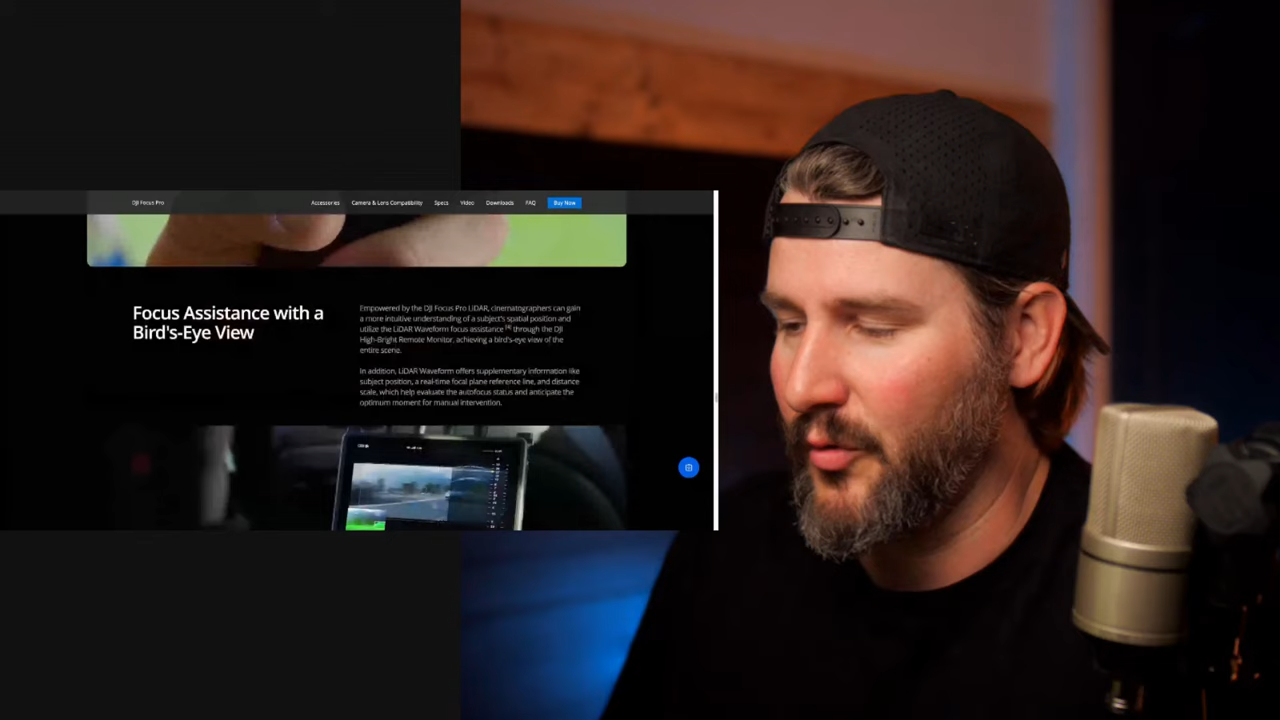 DJI Focus Pro
Accessories Camera & Lens Compatibility Specs Video Downloads FAQ Buy Now
Focus Assistance with a
Bird's-Eye View
Empowered by the DJI Focus Pro LiDAR, cinematographers can gain
a more intuitive understanding of a subject's spatial position and
utilize the LiDAR Waveform focus assistance [4] through the DJI
High-Bright Remote Monitor, achieving a bird's-eye view of the
entire scene.
In addition, LiDAR Waveform offers supplementary information like
subject position, a real-time focal plane reference line, and distance
scale, which help evaluate the autofocus status and anticipate the
optimum moment for manual intervention.